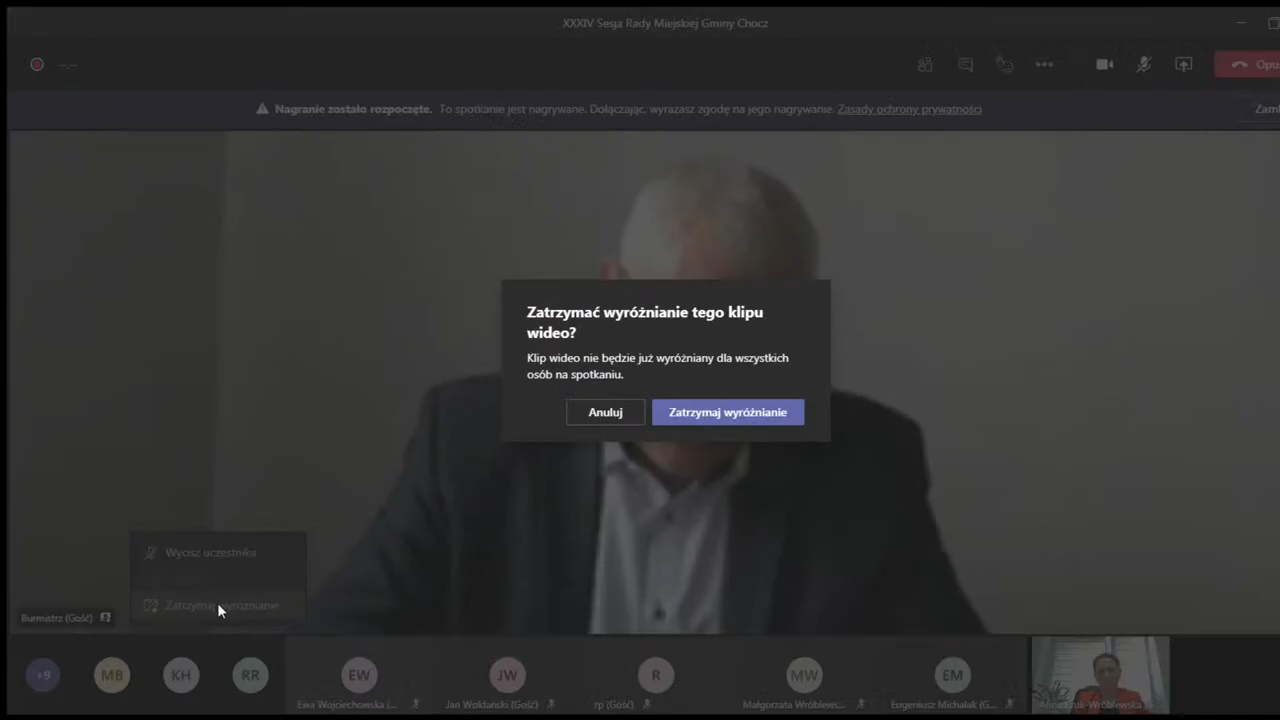 XXXIV Sesja Rady Miejskiej Gminy Chocz
--:--
Nagranie zostało rozpoczęte. To spotkanie jest nagrywane. Dołączając, wyrazasz zgodę na jego nagrywanie. Zasady ochrony prywatności
Zatrzymać wyróżnianie tego klipu
wideo?
Klip wideo nie będzie już wyróżniany dla wszystkich
osób na spotkaniu.
Anuluj
Zatrzymaj wyróżnianie
Wycisz uczestnika
Zatrzymaj wyróżnianie
Burmistrz (Gość)
+9
MB
KH
RR
EW
JW
R
MW
EM
Ewa Wojciechowska (...
Jan Woldański (Gość)
rp (Gość)
Małgorzata Wróblews...
Eugeniusz Michalak (G...